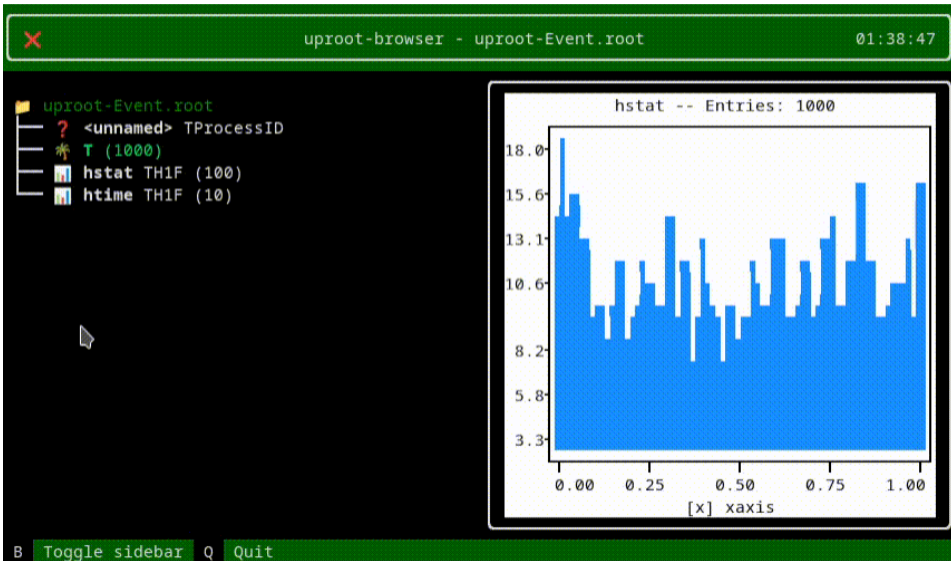 uproot-browser - uproot-Event.root 01:38:47
uproot-Event.root
<unnamed> TProcessID
T (1000)
hstat TH1F (100)
htime TH1F (10)
hstat -- Entries: 1000
18.0
15.6
13.1
10.6
8.2
5.8
3.3
0.00 0.25 0.50 0.75 1.00
[x] xaxis
B Toggle sidebar Q Quit